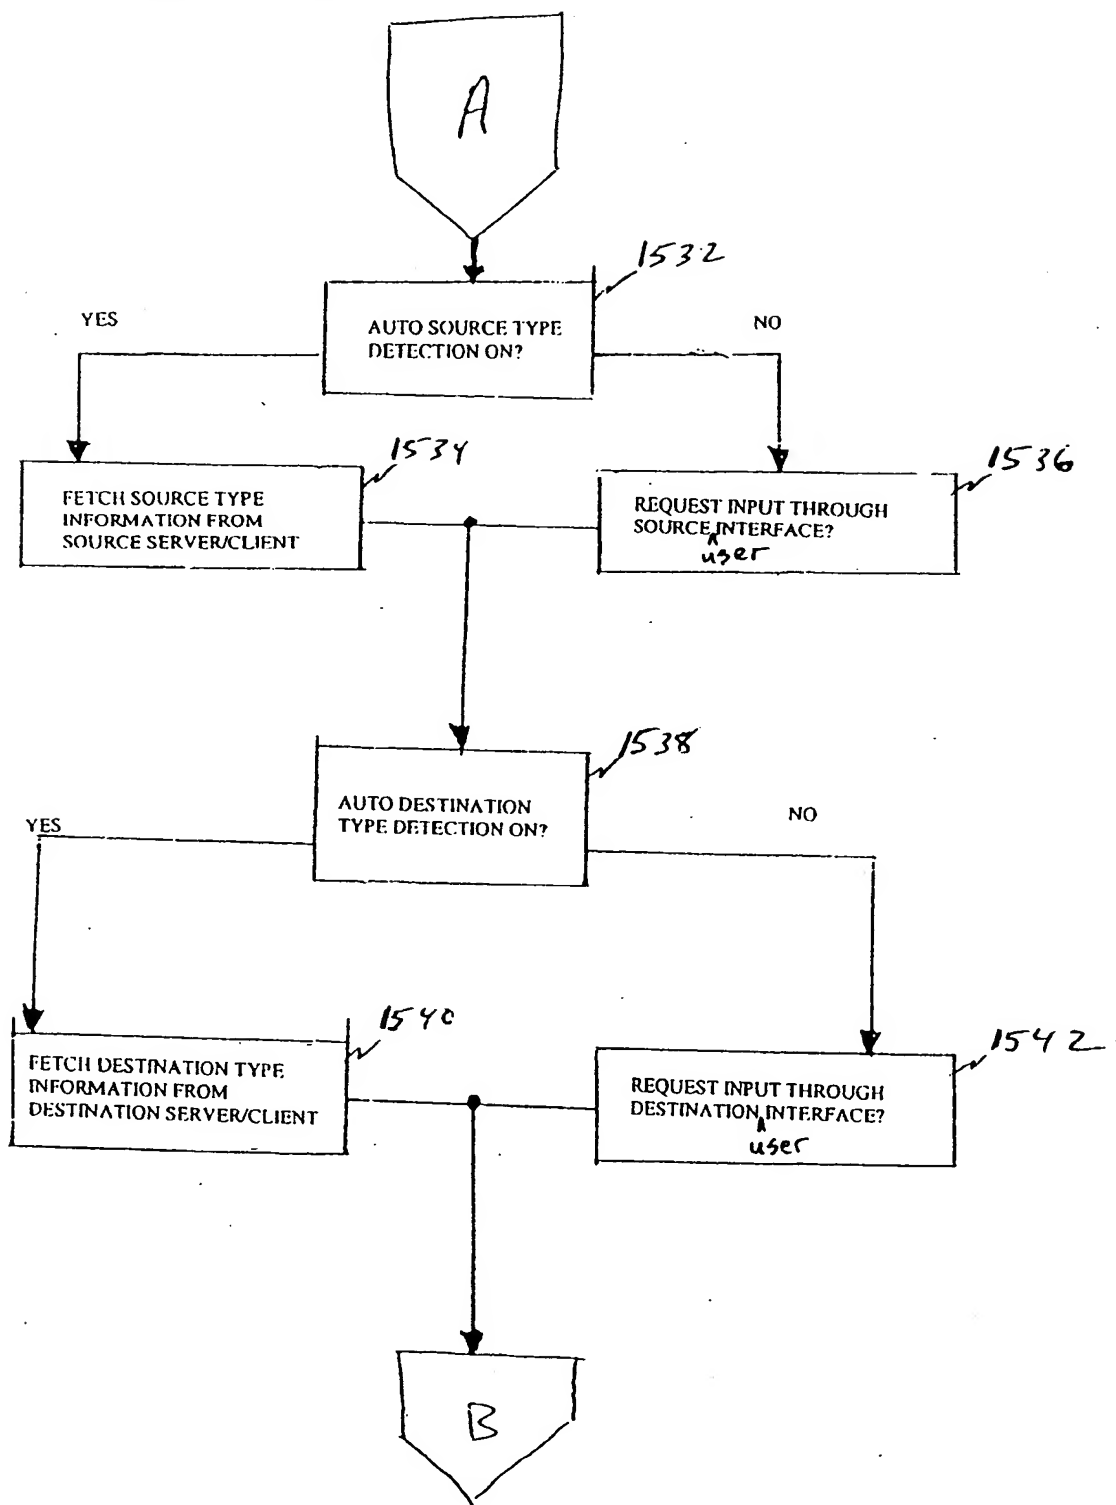 A
1532
YES
AUTO SOURCE TYPE
DETECTION ON?
NO
1534
FETCH SOURCE TYPE
INFORMATION FROM
SOURCE SERVER/CLIENT
1536
REQUEST INPUT THROUGH
SOURCE INTERFACE?
user
1538
AUTO DESTINATION
TYPE DETECTION ON?
YES
NO
1540
FETCH DESTINATION TYPE
INFORMATION FROM
DESTINATION SERVER/CLIENT
1542
REQUEST INPUT THROUGH
DESTINATION INTERFACE?
user
B